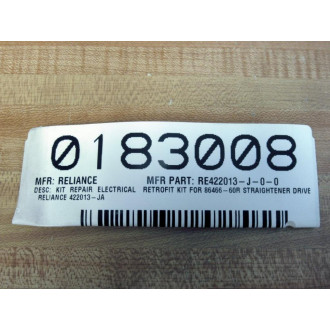 0183008
MFR: RELIANCE MFR PART: RE422013-J-0-0
DESC: KIT REPAIR ELECTRICAL RETROFIT KIT FOR 86466-60R STRAIGHTENER DRIVE
RELIANCE 422013-JA